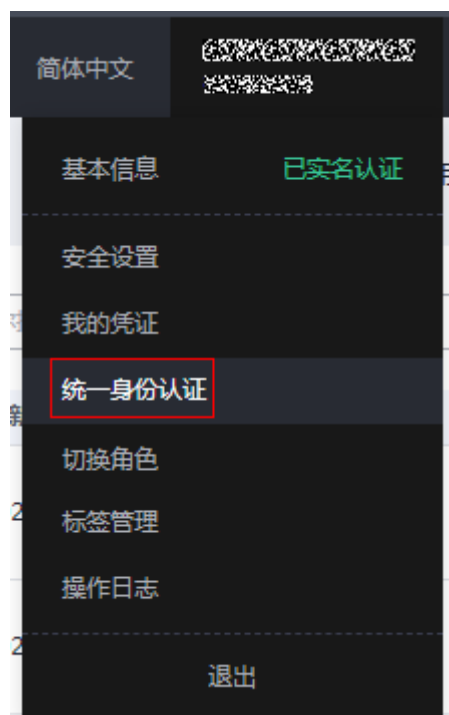 简体中文
基本信息 已实名认证
安全设置
我的凭证
统一身份认证
切换角色
标签管理
操作日志
退出